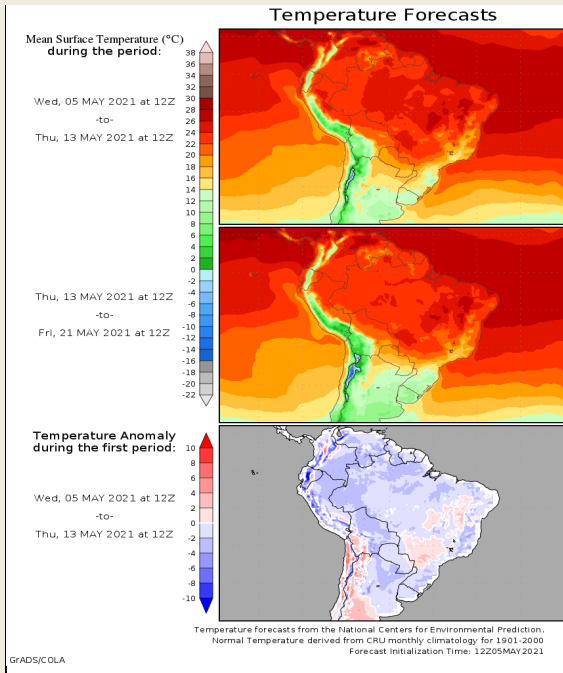 Temperature Forecasts
Mean Surface Temperature (°C)
during the period:
Wed, 05 MAY 2021 at 12Z
-to-
Thu, 13 MAY 2021 at 12Z
38
36
34
32
30
28
26
24
22
20
18
16
14
12
10
8
6
4
2
0
-2
-4
-6
-8
-10
-12
-14
-16
-18
-20
-22
Thu, 13 MAY 2021 at 12Z
-to-
Fri, 21 MAY 2021 at 12Z
Temperature Anomaly
during the first period:
Wed, 05 MAY 2021 at 12Z
-to-
Thu, 13 MAY 2021 at 12Z
10
8
6
4
2
0
-2
-4
-6
-8
-10
Temperature forecasts from the National Centers for Environmental Prediction.
Normal Temperature derived from CRU monthly climatology for 1901-2000
Forecast Initialization Time: 12Z05MAY2021
GrADS/COLA